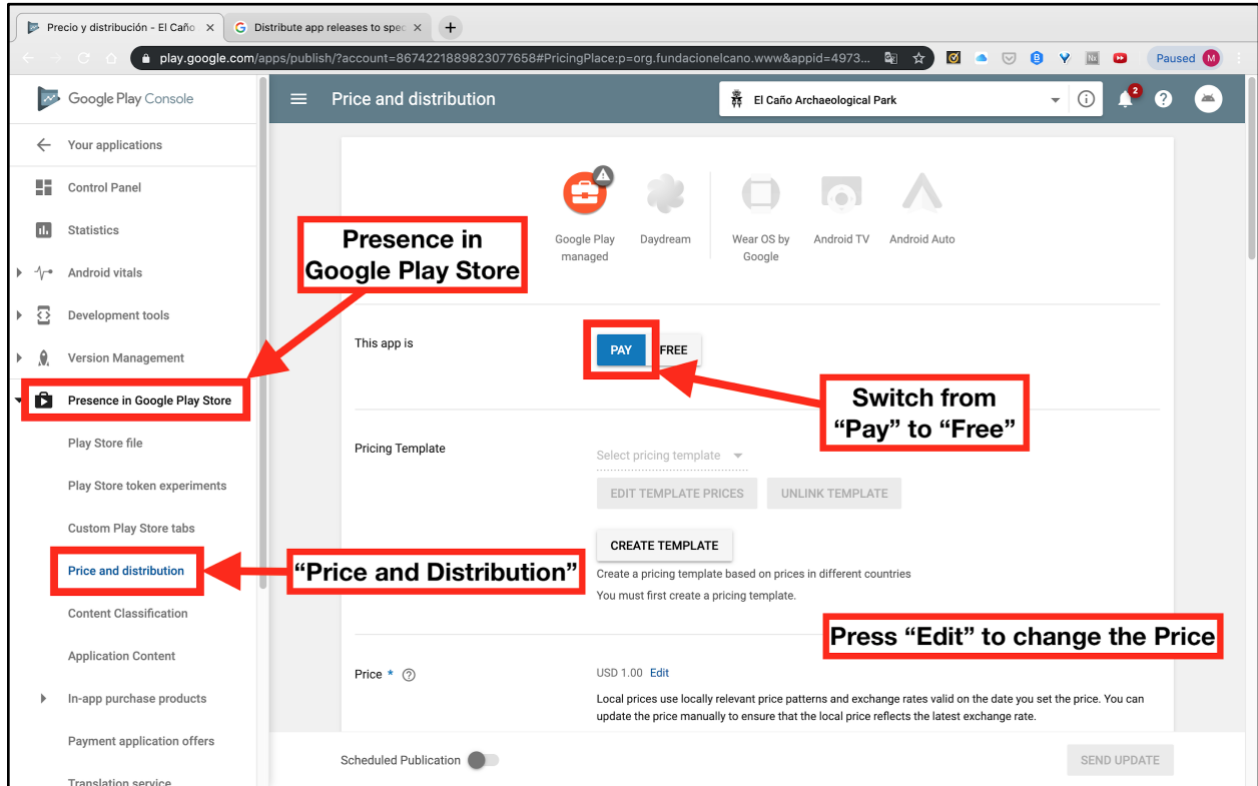 Precio y distribución - El Caño
Distribute app releases to spec
play.google.com/apps/publish/?account=8674221889823077658#PricingPlace:p=org.fundacionelcano.www&appid=4973...
Paused M
Google Play Console
Price and distribution
El Caño Archaeological Park
2
Your applications
Control Panel
Statistics
Android vitals
Development tools
Version Management
Presence in Google Play Store
Play Store file
Play Store token experiments
Custom Play Store tabs
Price and distribution
Content Classification
Application Content
In-app purchase products
Payment application offers
Translation service
Google Play
managed
Daydream
Wear OS by
Google
Android TV
Android Auto
Presence in
Google Play Store
This app is
PAY
FREE
Switch from
“Pay” to “Free”
Pricing Template
Select pricing template
EDIT TEMPLATE PRICES
UNLINK TEMPLATE
CREATE TEMPLATE
“Price and Distribution”
Create a pricing template based on prices in different countries
You must first create a pricing template.
Press “Edit” to change the Price
Price *
USD 1.00 Edit
Local prices use locally relevant price patterns and exchange rates valid on the date you set the price. You can
update the price manually to ensure that the local price reflects the latest exchange rate.
Scheduled Publication
SEND UPDATE